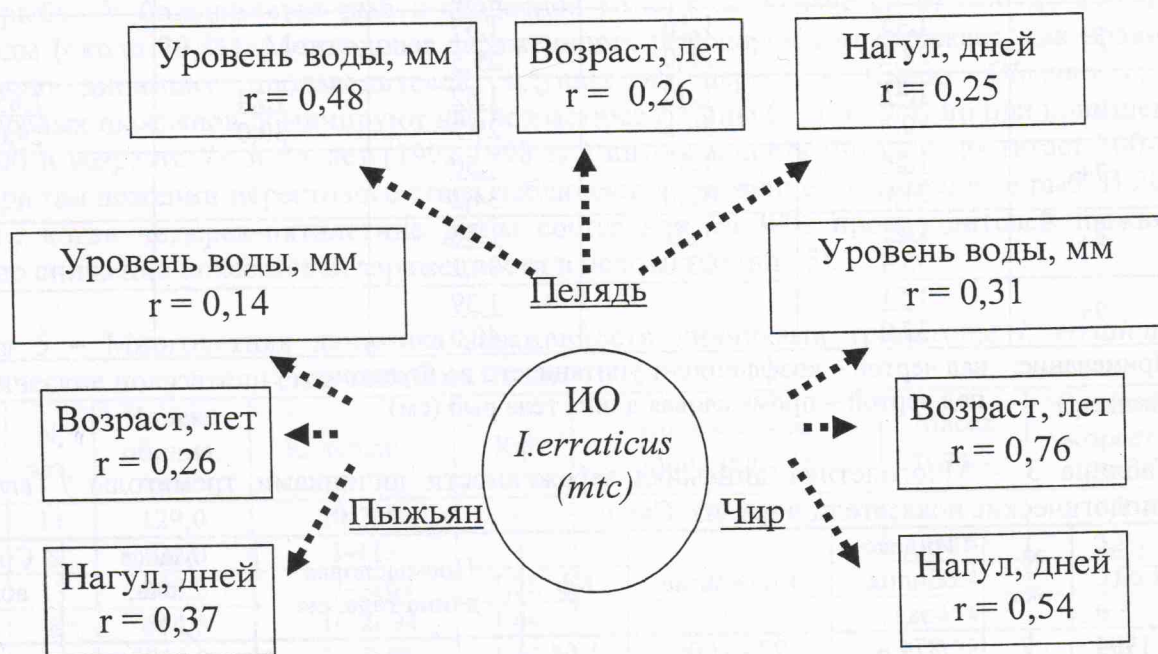 Уровень воды, мм
r = 0,48
Возраст, лет
r = 0,26
Нагул, дней
r = 0,25
Уровень воды, мм
r = 0,14
Пелядь
Уровень воды, мм
r = 0,31
Возраст, лет
r = 0,26
ИО
I.erraticus
(mtc)
Возраст, лет
r = 0,76
Пыжьян
Чир
Нагул, дней
r = 0,37
Нагул, дней
r = 0,54